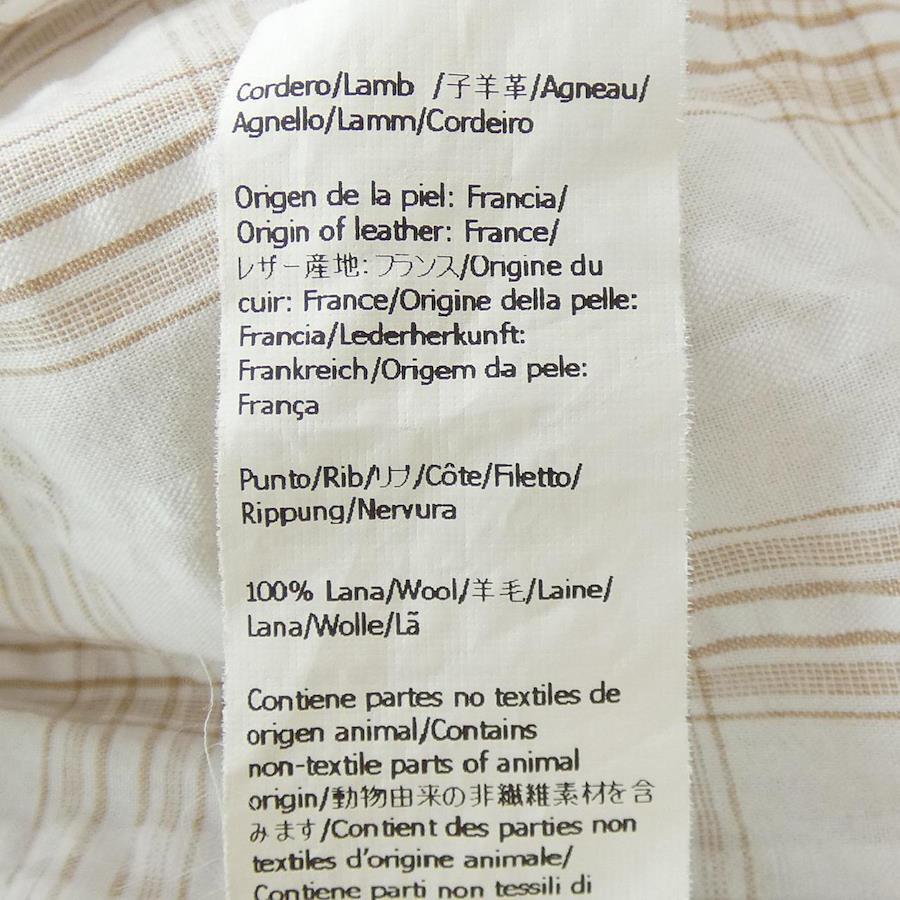 Cordero/Lamb /子羊革/Agneau/
Agnello/Lamm/Cordeiro
Origen de la piel: Francia/
Origin of leather: France/
レザー産地:フランス/Origine du
cuir: France/Origine della pelle:
Francia/Lederherkunft:
Frankreich/Origem da pele:
França
Punto/Rib/リブ/Côte/Filetto/
Rippung/Nervura
100% Lana/Wool/羊毛/Laine/
Lana/Wolle/Lã
Contiene partes no textiles de
origen animal/Contains
non-textile parts of animal
origin/動物由来の非繊維素材を含
みます/Contient des parties non
textiles d'origine animale/
Contiene parti non tessili di